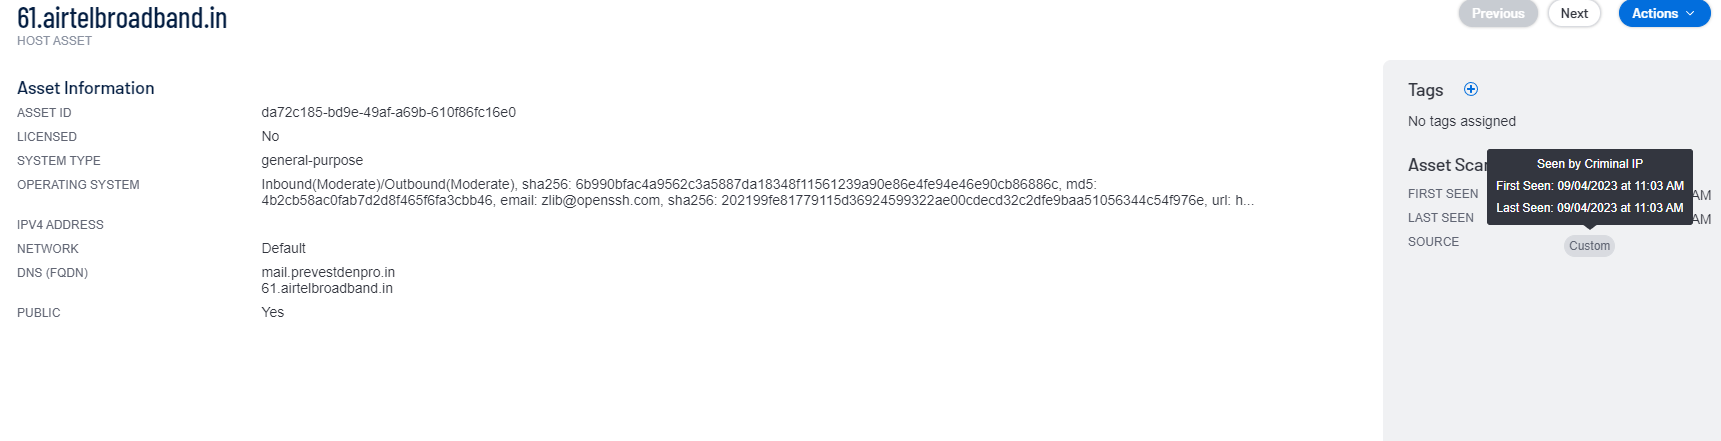 61.airtelbroadband.in
HOST ASSET
Previous
Next
Actions
Asset Information
ASSET ID da72c185-bd9e-49af-a69b-610f86fc16e0
LICENSED No
SYSTEM TYPE general-purpose
OPERATING SYSTEM Inbound(Moderate)/Outbound(Moderate), sha256: 6b990bfac4a9562c3a5887da18348f11561239a90e86e4fe94e46e90cb86886c, md5:
4b2cb58ac0fab7d2d8f465f6fa3cbb46, email: zlib@openssh.com, sha256: 202199fe81779115d36924599322ae00cdecd32c2dfe9baa51056344c54f976e, url: h...
IPV4 ADDRESS
NETWORK Default
DNS (FQDN) mail.prevestdenpro.in
61.airtelbroadband.in
PUBLIC Yes
Tags
No tags assigned
Asset Scan
Seen by Criminal IP
First Seen: 09/04/2023 at 11:03 AM
Last Seen: 09/04/2023 at 11:03 AM
FIRST SEEN AM
LAST SEEN AM
SOURCE Custom